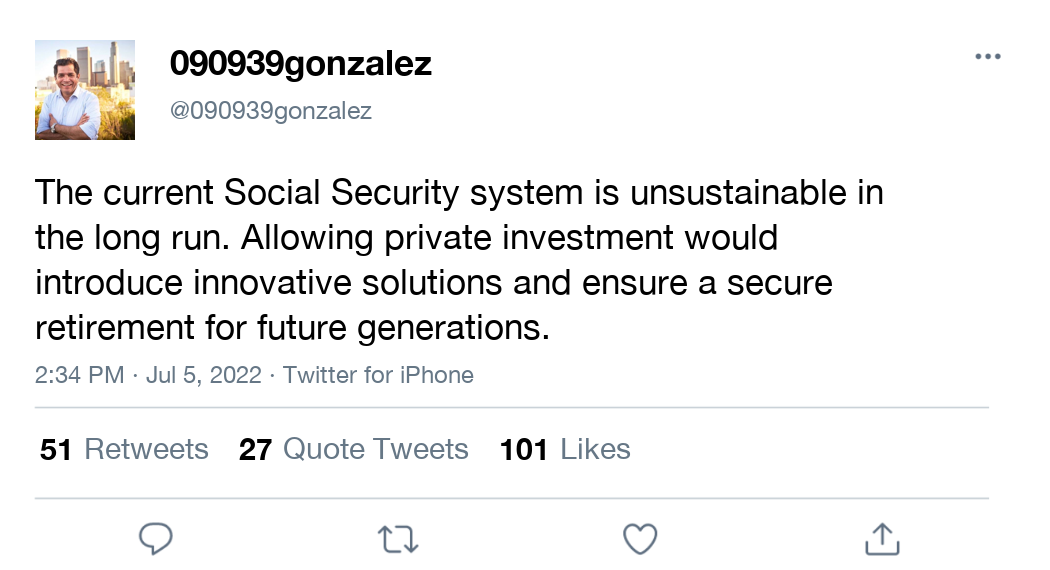 090939gonzalez
@090939gonzalez
The current Social Security system is unsustainable in
the long run. Allowing private investment would
introduce innovative solutions and ensure a secure
retirement for future generations.
2:34 PM · Jul 5, 2022 · Twitter for iPhone
51 Retweets 27 Quote Tweets 101 Likes